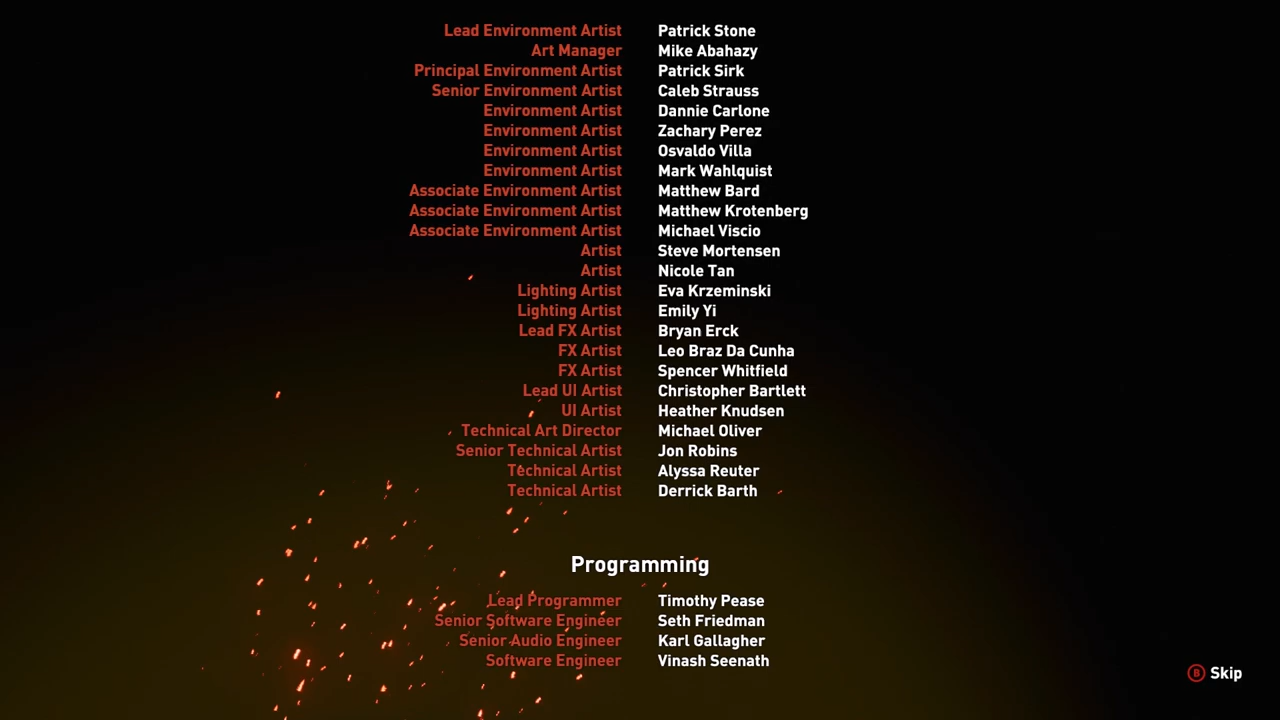 Lead Environment Artist Patrick Stone
Art Manager Mike Abahazy
Principal Environment Artist Patrick Sirk
Senior Environment Artist Caleb Strauss
Environment Artist Dannie Carlone
Environment Artist Zachary Perez
Environment Artist Osvaldo Villa
Environment Artist Mark Wahlquist
Associate Environment Artist Matthew Bard
Associate Environment Artist Matthew Krotenberg
Associate Environment Artist Michael Viscio
Artist Steve Mortensen
Artist Nicole Tan
Lighting Artist Eva Krzeminski
Lighting Artist Emily Yi
Lead FX Artist Bryan Erck
FX Artist Leo Braz Da Cunha
FX Artist Spencer Whitfield
Lead UI Artist Christopher Bartlett
UI Artist Heather Knudsen
Technical Art Director Michael Oliver
Senior Technical Artist Jon Robins
Technical Artist Alyssa Reuter
Technical Artist Derrick Barth
Programming
Lead Programmer Timothy Pease
Senior Software Engineer Seth Friedman
Senior Audio Engineer Karl Gallagher
Software Engineer Vinash Seenath
B Skip